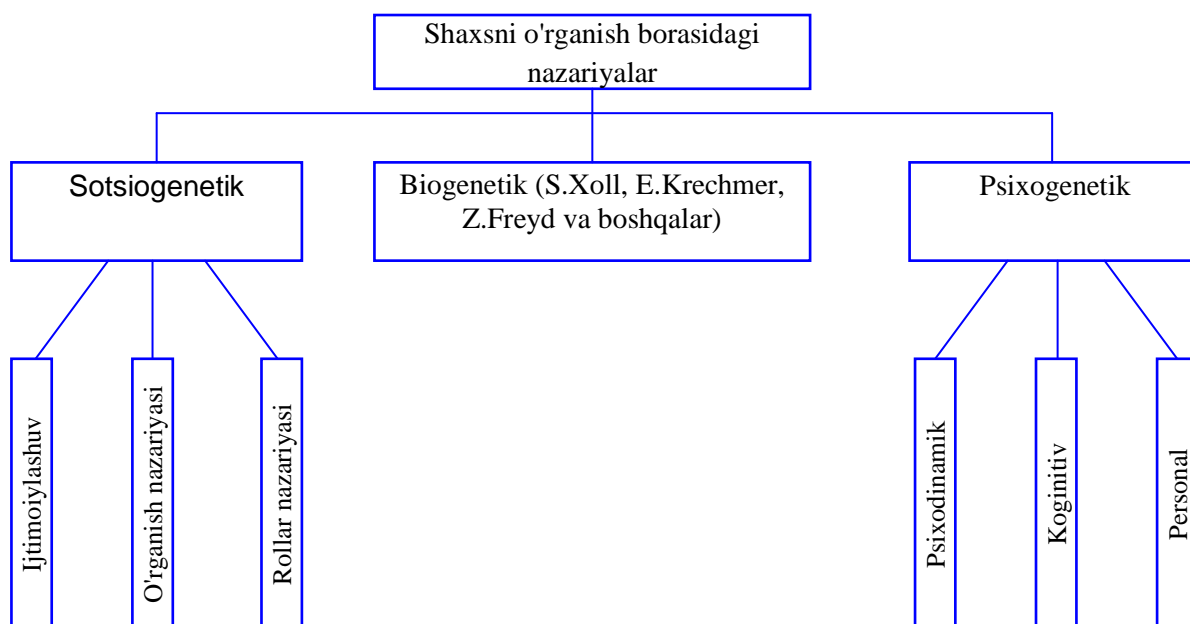 Shaxsni o'rganish borasidagi
nazariyalar
Sotsiogenetik
Biogenetik (S.Xoll, E.Krechmer,
Z.Freyd va boshqalar)
Psixogenetik
Ijtimoiylashuv
O'rganish nazariyasi
Rollar nazariyasi
Psixodinamik
Koginitiv
Personal